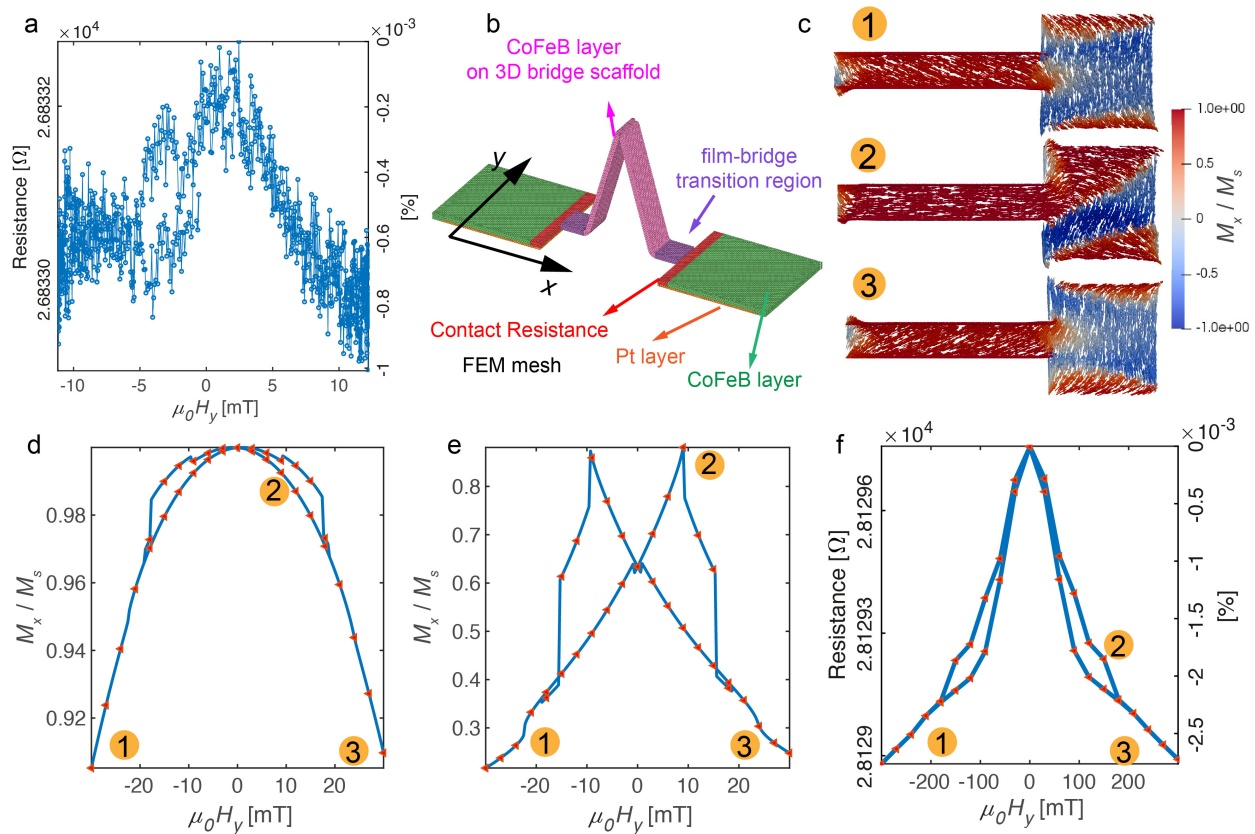 a
×10⁴
×10⁻³
Resistance [Ω]
2.68332
2.68330
0
-0.2
-0.4
-0.6
-0.8
-1
[%]
-10
-5
0
5
10
μ₀Hy [mT]
b
CoFeB layer
on 3D bridge scaffold
film-bridge
transition region
y
x
Contact Resistance
FEM mesh
Pt layer
CoFeB layer
c
1
2
3
1.0e+00
0.5
0
-0.5
-1.0e+00
Mx / Ms
d
Mx / Ms
0.98
0.96
0.94
0.92
2
1
3
-20
-10
0
10
20
μ₀Hy [mT]
e
Mx / Ms
0.8
0.7
0.6
0.5
0.4
0.3
2
1
3
-20
-10
0
10
20
μ₀Hy [mT]
f
×10⁴
×10⁻³
Resistance [Ω]
2.81296
2.81293
2.8129
0
-0.5
-1
-1.5
-2
-2.5
[%]
2
1
3
-200
-100
0
100
200
μ₀Hy [mT]